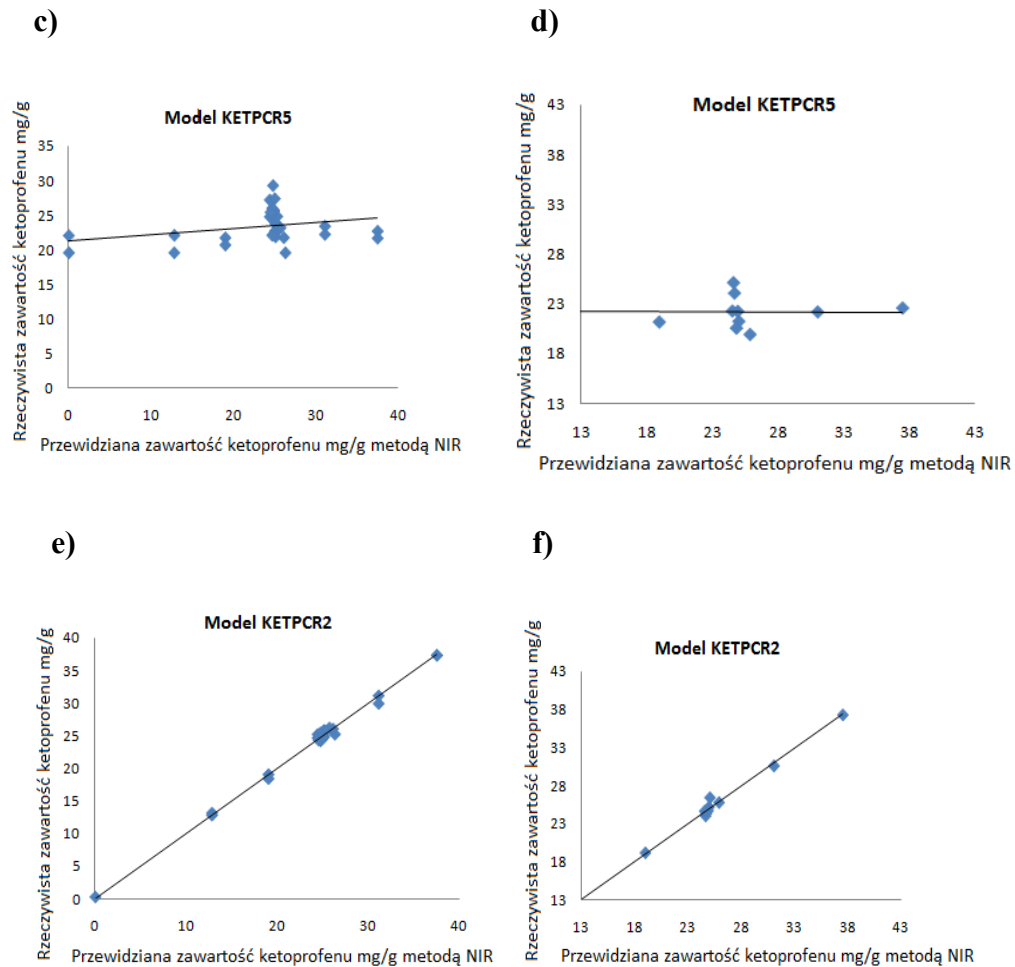 c)
d)
Model KETPCR5
Rzeczywista zawartość ketoprofenu mg/g
35
30
25
20
15
10
5
0
0 10 20 30 40
Przewidziana zawartość ketoprofenu mg/g metodą NIR
Model KETPCR5
Rzeczywista zawartość ketoprofenu mg/g
43
38
33
28
23
18
13
13 18 23 28 33 38 43
Przewidziana zawartość ketoprofenu mg/g metodą NIR
e)
f)
Model KETPCR2
Rzeczywista zawartość ketoprofenu mg/g
40
35
30
25
20
15
10
5
0
0 10 20 30 40
Przewidziana zawartość ketoprofenu mg/g metodą NIR
Model KETPCR2
Rzeczywista zawartość ketoprofenu mg/g
43
38
33
28
23
18
13
13 18 23 28 33 38 43
Przewidziana zawartość ketoprofenu mg/g metodą NIR